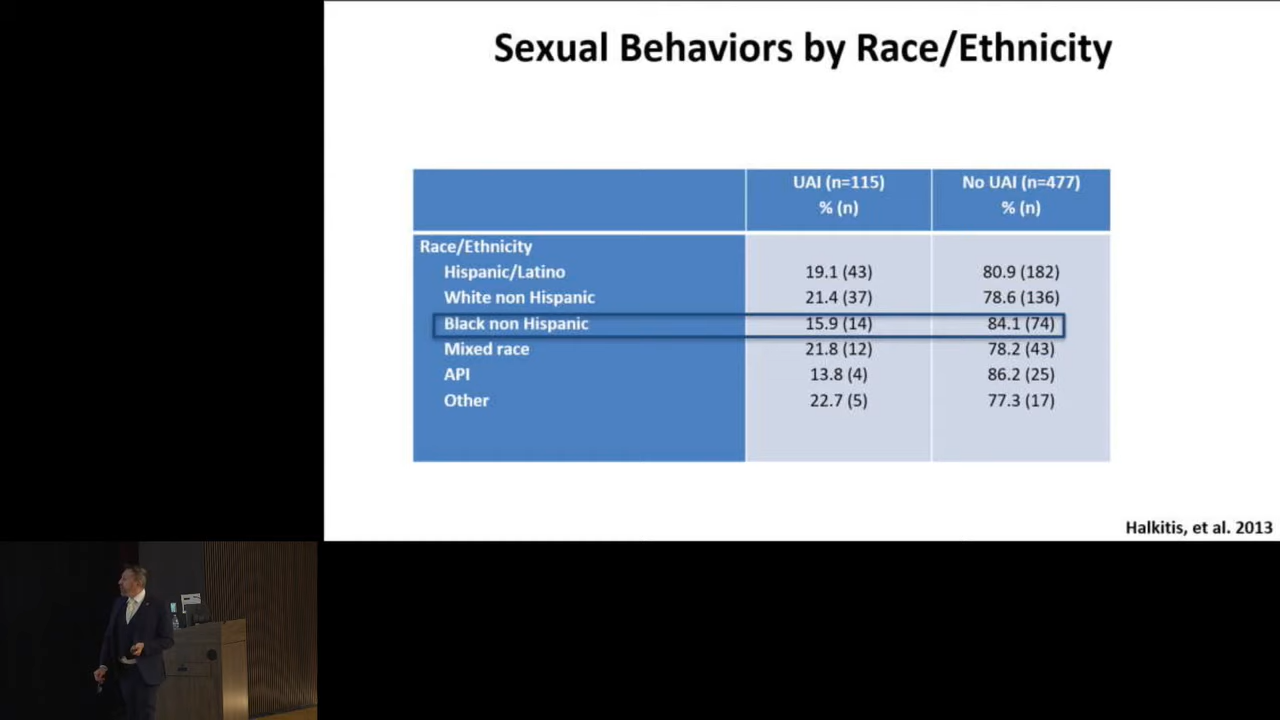 Sexual Behaviors by Race/Ethnicity
UAI (n=115) No UAI (n=477)
% (n) % (n)
Race/Ethnicity
Hispanic/Latino 19.1 (43) 80.9 (182)
White non Hispanic 21.4 (37) 78.6 (136)
Black non Hispanic 15.9 (14) 84.1 (74)
Mixed race 21.8 (12) 78.2 (43)
API 13.8 (4) 86.2 (25)
Other 22.7 (5) 77.3 (17)
Halkitis, et al. 2013